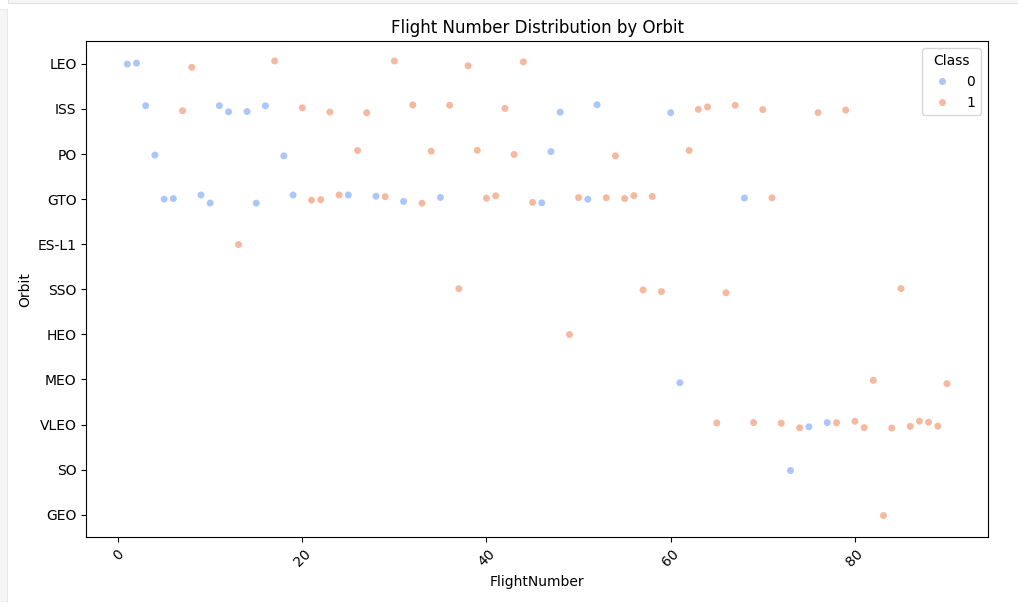 Flight Number Distribution by Orbit
Class
0
1
LEO
ISS
PO
GTO
ES-L1
SSO
HEO
MEO
VLEO
SO
GEO
Orbit
0
20
40
60
80
FlightNumber